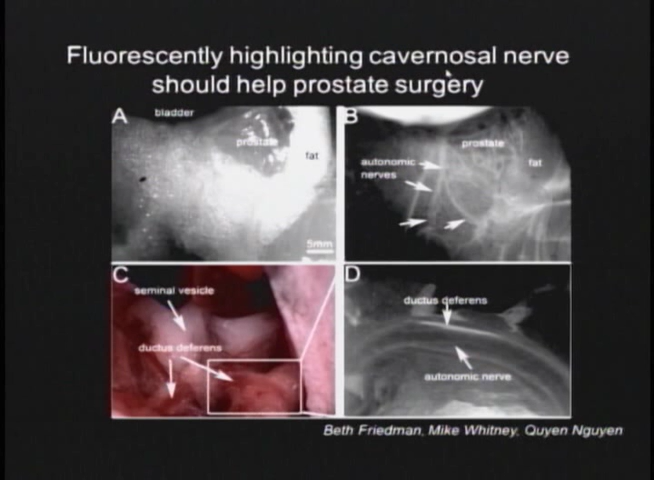 Fluorescently highlighting cavernosal nerve
should help prostate surgery
A
bladder
prostate
fat
5mm
B
prostate
autonomic
nerves
fat
C
seminal vesicle
ductus deferens
D
ductus deferens
autonomic nerve
Beth Friedman, Mike Whitney, Quyen Nguyen